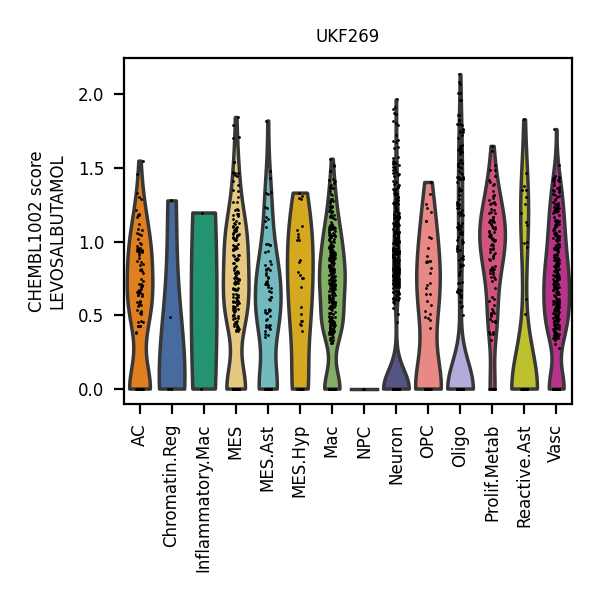 UKF269
CHEMBL1002 score
LEVOSALBUTAMOL
2.0
1.5
1.0
0.5
0.0
AC
Chromatin.Reg
Inflammatory.Mac
MES
MES.Ast
MES.Hyp
Mac
NPC
Neuron
OPC
Oligo
Prolif.Metab
Reactive.Ast
Vasc